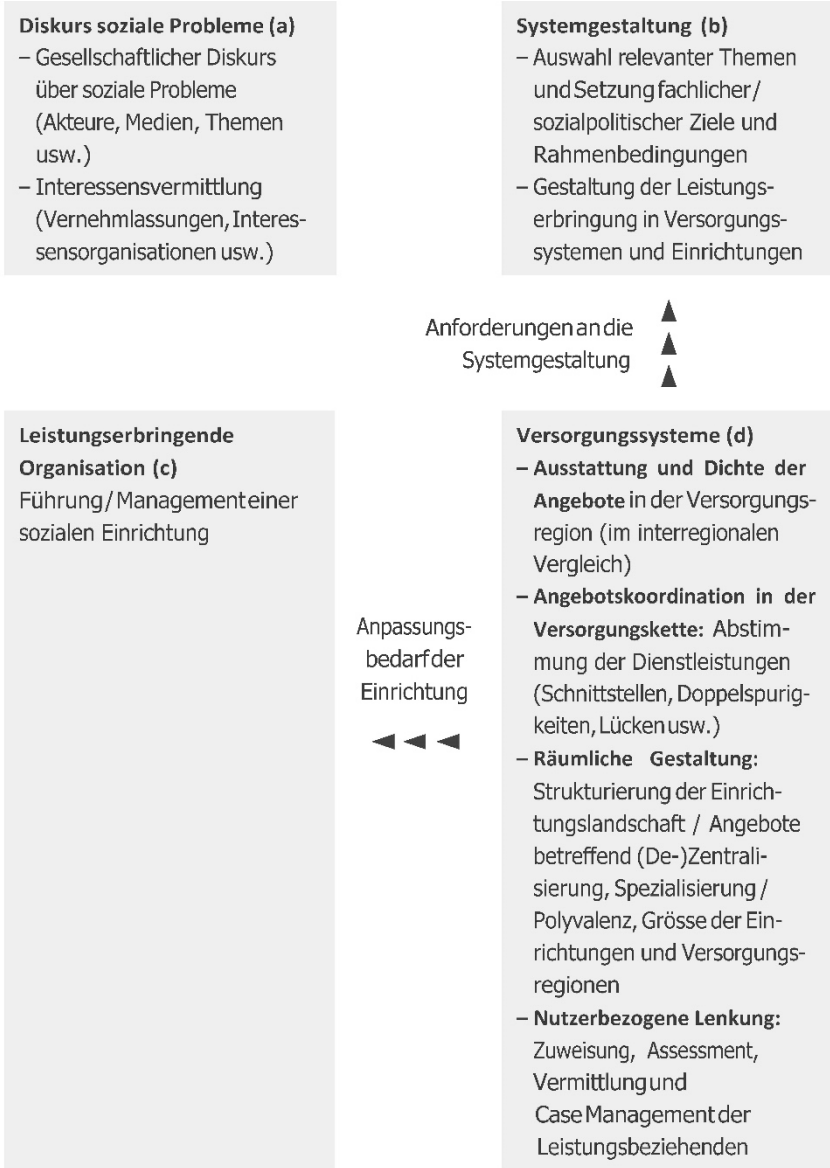 Diskurs soziale Probleme (a)
– Gesellschaftlicher Diskurs
über soziale Probleme
(Akteure, Medien, Themen
usw.)
– Interessensvermittlung
(Vernehmlassungen, Interes-
sensorganisationen usw.)
Systemgestaltung (b)
– Auswahl relevanter Themen
und Setzung fachlicher/
sozialpolitischer Ziele und
Rahmenbedingungen
– Gestaltung der Leistungs-
erbringung in Versorgungs-
systemen und Einrichtungen
Anforderungen an die
Systemgestaltung
Leistungserbringende
Organisation (c)
Führung/Management einer
sozialen Einrichtung
Anpassungs-
bedarf der
Einrichtung
Versorgungssysteme (d)
– Ausstattung und Dichte der
Angebote in der Versorgungs-
region (im interregionalen
Vergleich)
– Angebotskoordination in der
Versorgungskette: Abstim-
mung der Dienstleistungen
(Schnittstellen, Doppelspurig-
keiten, Lücken usw.)
– Räumliche Gestaltung:
Strukturierung der Einrich-
tungslandschaft / Angebote
betreffend (De-)Zentrali-
sierung, Spezialisierung /
Polyvalenz, Grösse der Ein-
richtungen und Versorgungs-
regionen
– Nutzerbezogene Lenkung:
Zuweisung, Assessment,
Vermittlung und
Case Management der
Leistungsbeziehenden